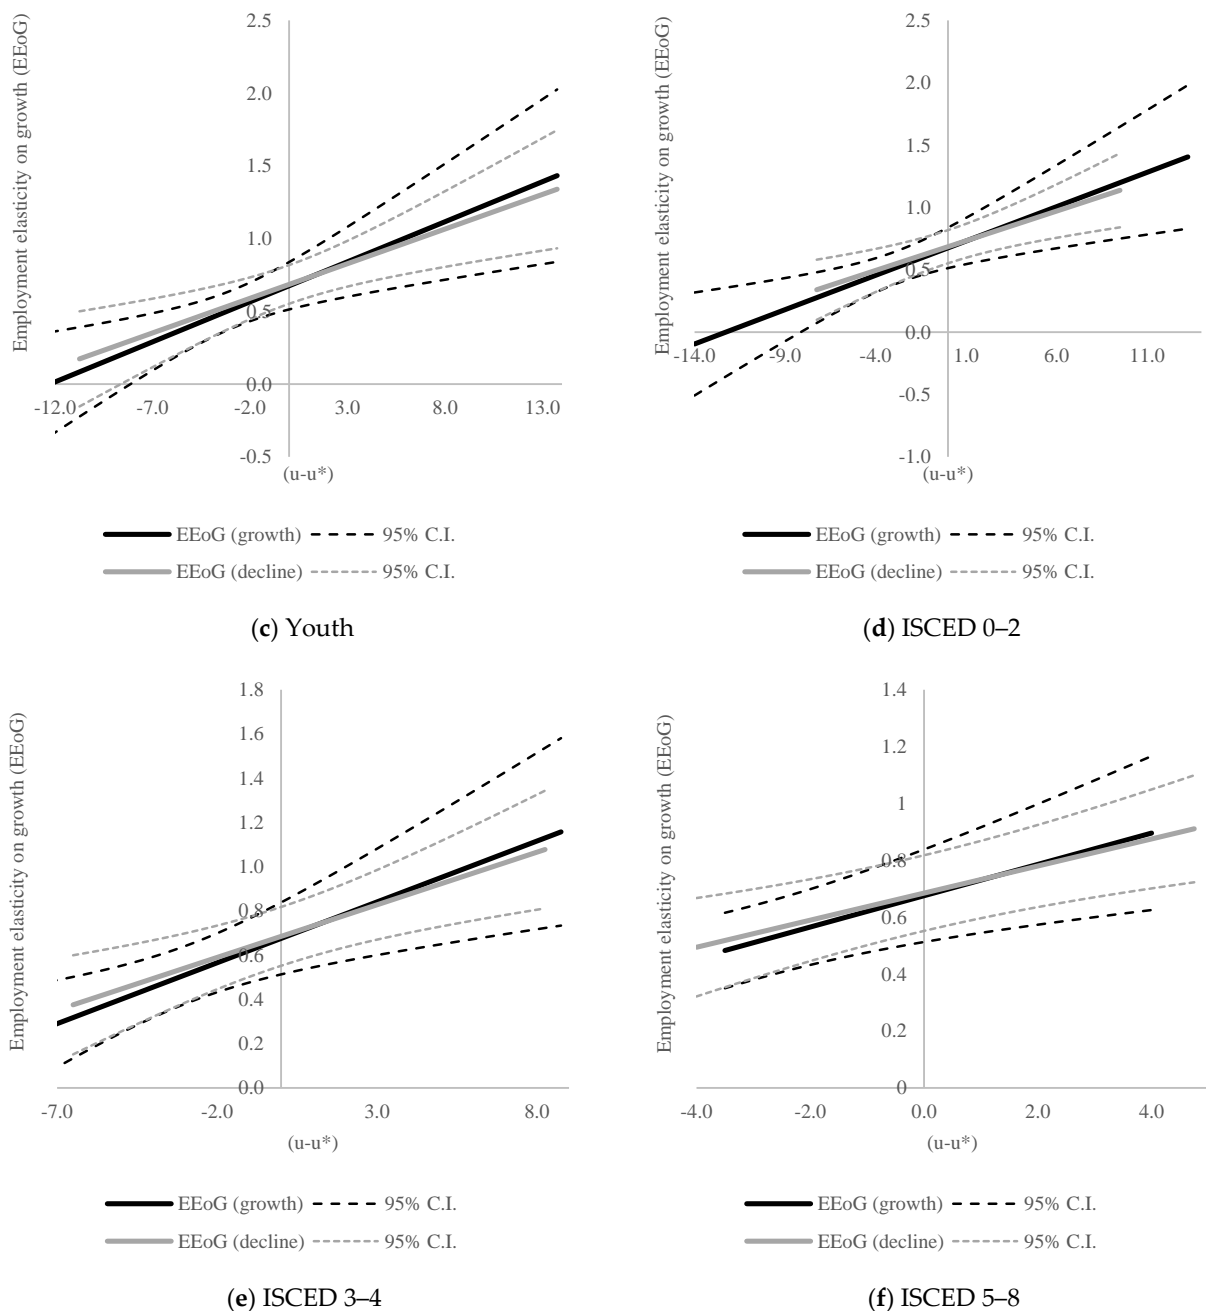 Employment elasticity on growth (EEoG)
2.5
2.0
1.5
1.0
0.5
0.0
-0.5
-12.0 -7.0 -2.0 3.0 8.0 13.0
(u-u*)
EEoG (growth) 95% C.I.
EEoG (decline) 95% C.I.
(c) Youth
Employment elasticity on growth (EEoG)
2.5
2.0
1.5
1.0
0.5
0.0
-0.5
-1.0
-14.0 -9.0 -4.0 1.0 6.0 11.0
(u-u*)
EEoG (growth) 95% C.I.
EEoG (decline) 95% C.I.
(d) ISCED 0–2
Employment elasticity on growth (EEoG)
1.8
1.6
1.4
1.2
1.0
0.8
0.6
0.4
0.2
0.0
-7.0 -2.0 3.0 8.0
(u-u*)
EEoG (growth) 95% C.I.
EEoG (decline) 95% C.I.
(e) ISCED 3–4
Employment elasticity on growth (EEoG)
1.4
1.2
1
0.8
0.6
0.4
0.2
0
-4.0 -2.0 0.0 2.0 4.0
(u-u*)
EEoG (growth) 95% C.I.
EEoG (decline) 95% C.I.
(f) ISCED 5–8